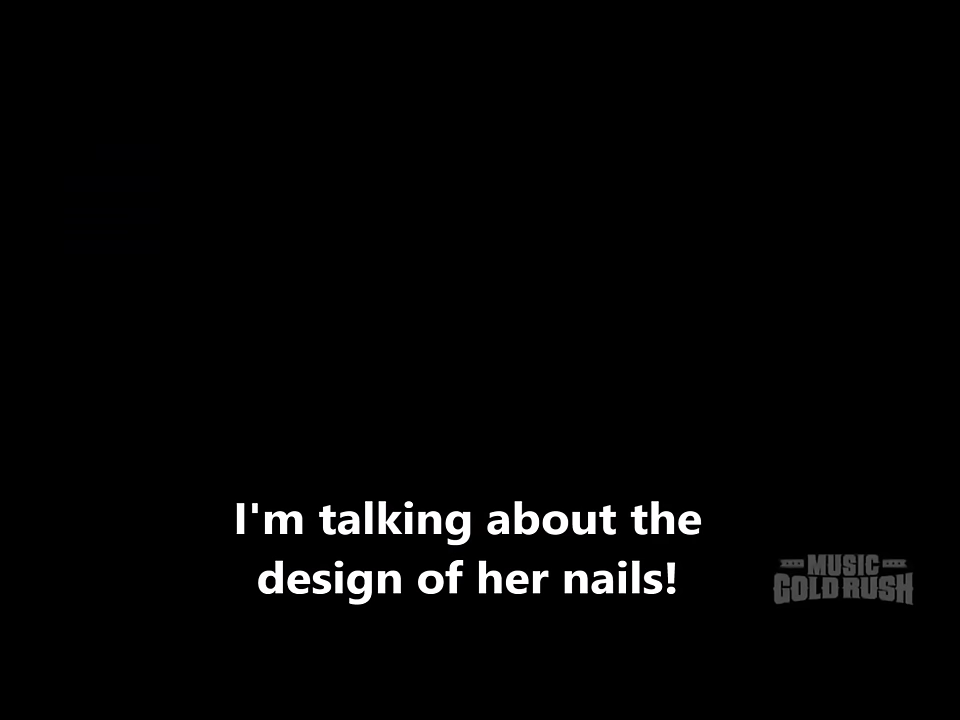 I'm talking about the
design of her nails!
MUSIC
GOLD RUSH